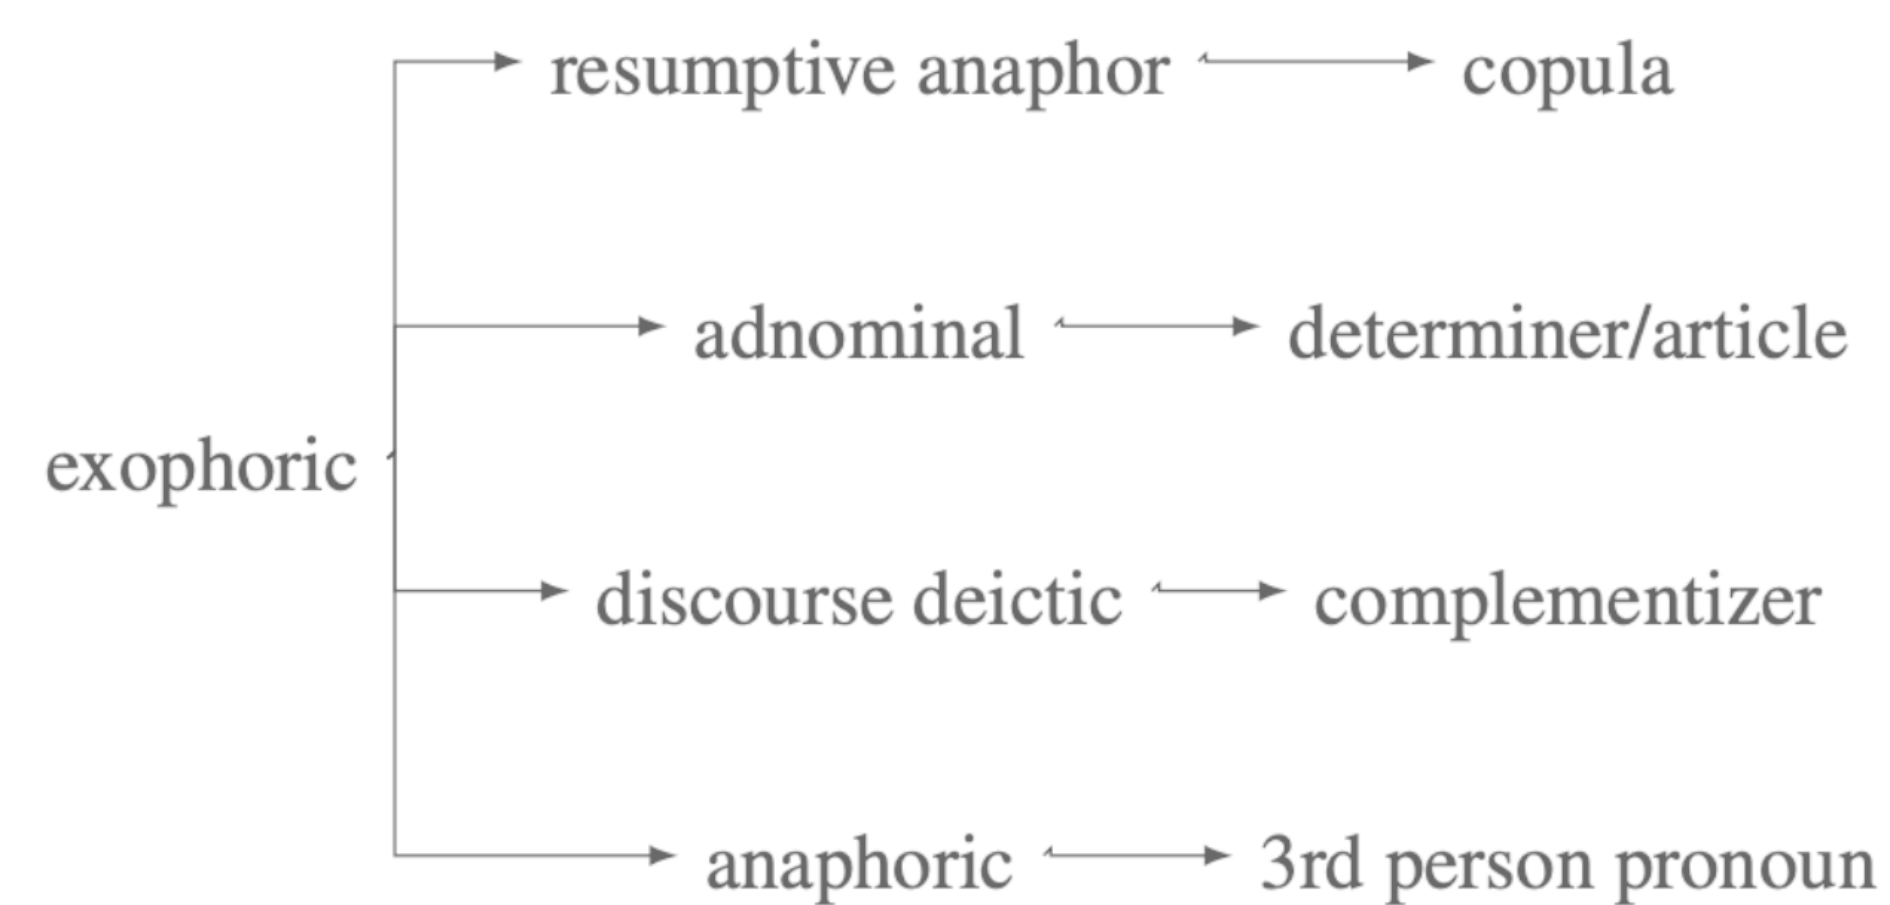 resumptive anaphor copula
adnominal determiner/article
exophoric
discourse deictic complementizer
anaphoric 3rd person pronoun